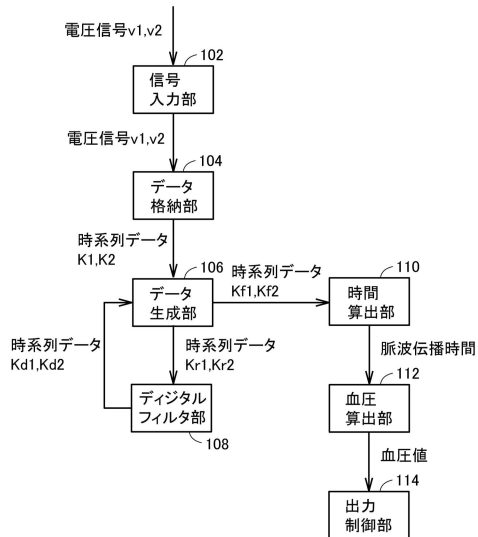 電圧信号v1,v2
102
信号
入力部
電圧信号v1,v2
104
データ
格納部
時系列データ
K1,K2
106
データ
生成部
時系列データ
Kf1,Kf2
110
時間
算出部
時系列データ
Kd1,Kd2
時系列データ
Kr1,Kr2
脈波伝播時間
ディジタル
フィルタ部
108
112
血圧
算出部
血圧値
114
出力
制御部